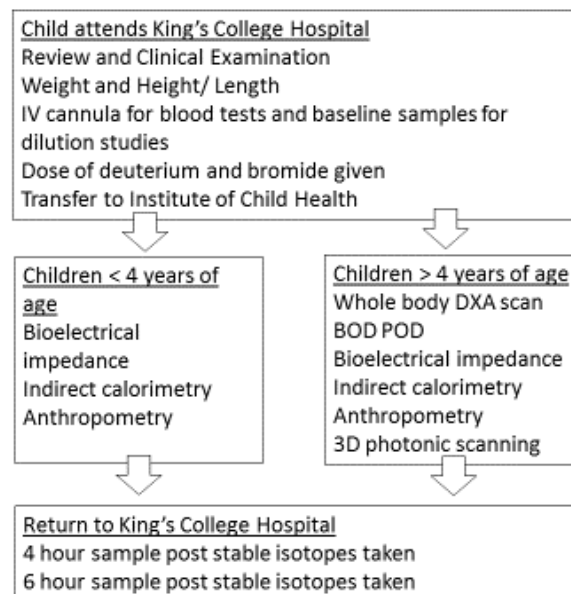 Child attends King's College Hospital
Review and Clinical Examination
Weight and Height/ Length
IV cannula for blood tests and baseline samples for
dilution studies
Dose of deuterium and bromide given
Transfer to Institute of Child Health
Children < 4 years of
age
Bioelectrical
impedance
Indirect calorimetry
Anthropometry
Children > 4 years of age
Whole body DXA scan
BOD POD
Bioelectrical impedance
Indirect calorimetry
Anthropometry
3D photonic scanning
Return to King's College Hospital
4 hour sample post stable isotopes taken
6 hour sample post stable isotopes taken